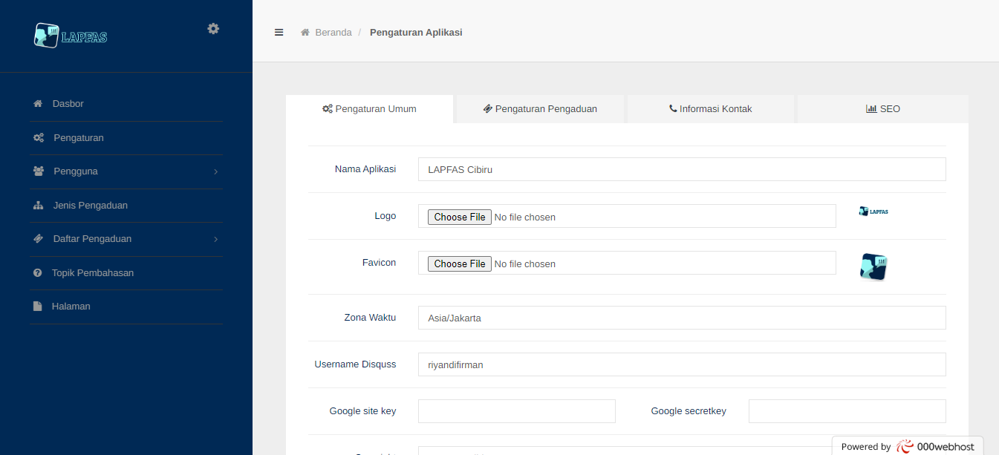 LAPFAS
Beranda / Pengaturan Aplikasi
Dasbor
Pengaturan
Pengguna
Jenis Pengaduan
Daftar Pengaduan
Topik Pembahasan
Halaman
Pengaturan Umum
Pengaturan Pengaduan
Informasi Kontak
SEO
Nama Aplikasi
LAPFAS Cibiru
Logo
Choose File No file chosen
LAPFAS
Favicon
Choose File No file chosen
Zona Waktu
Asia/Jakarta
Username Disquss
riyandifirman
Google site key
Google secretkey
Powered by 000webhost